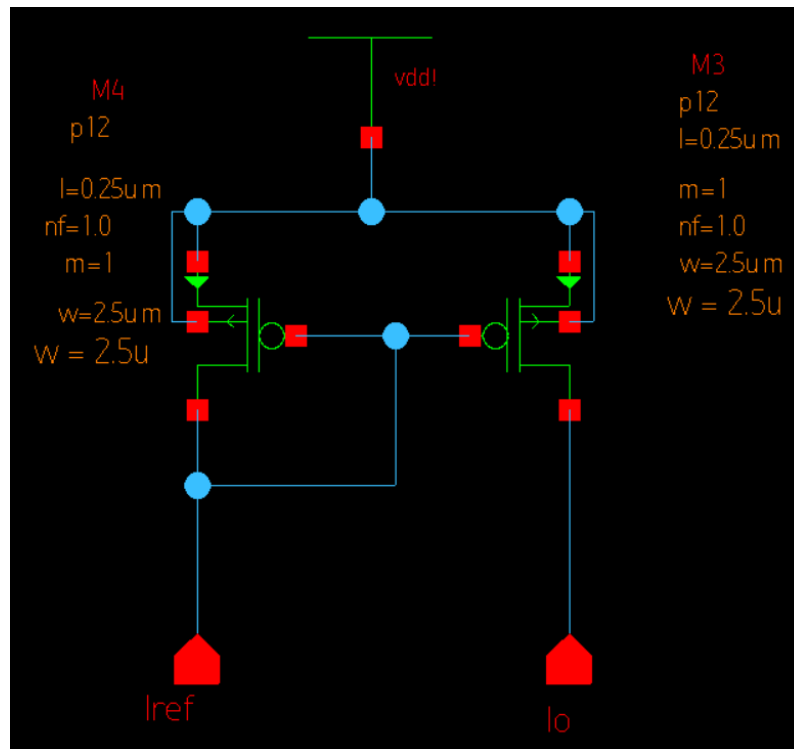 vdd!
M4
p12
l=0.25um
nf=1.0
m=1
w=2.5um
w = 2.5u
M3
p12
l=0.25um
m=1
nf=1.0
w=2.5um
w = 2.5u
Iref
Io